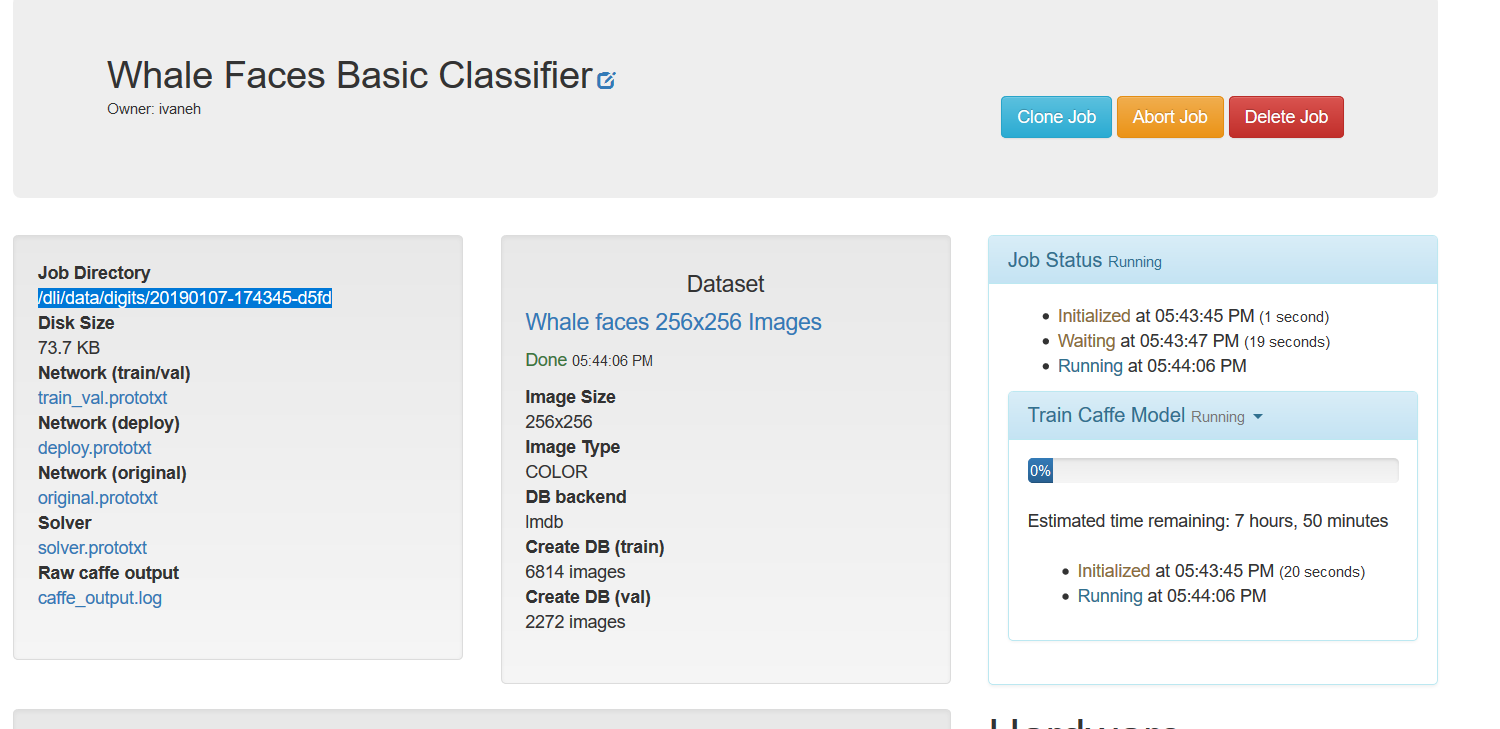 Whale Faces Basic Classifier
Owner: ivaneh
Clone Job
Abort Job
Delete Job
Job Directory
/dli/data/digits/20190107-174345-d5fd
Disk Size
73.7 KB
Network (train/val)
train_val.prototxt
Network (deploy)
deploy.prototxt
Network (original)
original.prototxt
Solver
solver.prototxt
Raw caffe output
caffe_output.log
Dataset
Whale faces 256x256 Images
Done 05:44:06 PM
Image Size
256x256
Image Type
COLOR
DB backend
lmdb
Create DB (train)
6814 images
Create DB (val)
2272 images
Job Status Running
Initialized at 05:43:45 PM (1 second)
Waiting at 05:43:47 PM (19 seconds)
Running at 05:44:06 PM
Train Caffe Model Running
0%
Estimated time remaining: 7 hours, 50 minutes
Initialized at 05:43:45 PM (20 seconds)
Running at 05:44:06 PM